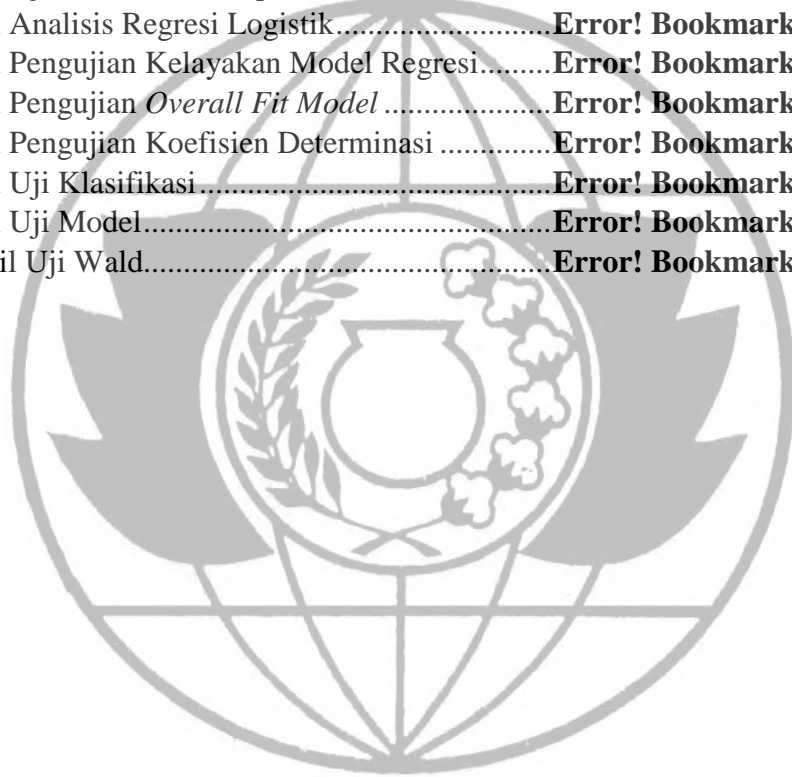 Analisis Regresi Logistik............................Error! Bookmark
Pengujian Kelayakan Model Regresi.........Error! Bookmark
Pengujian Overall Fit Model ......................Error! Bookmark
Pengujian Koefisien Determinasi ..............Error! Bookmark
Uji Klasifikasi.............................................Error! Bookmark
Uji Model...................................................Error! Bookmark
il Uji Wald..................................................Error! Bookmark